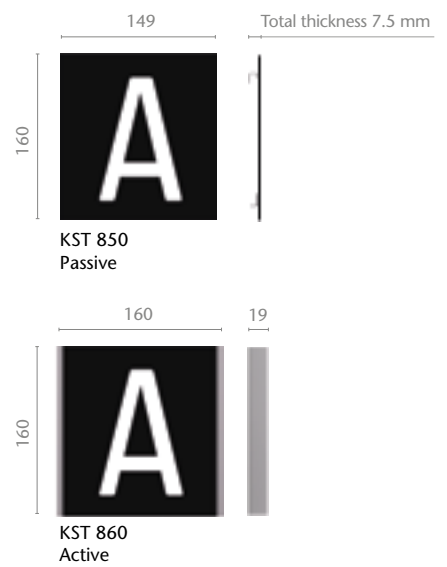 149
Total thickness 7.5 mm
160
A
KST 850
Passive
160
19
160
A
KST 860
Active